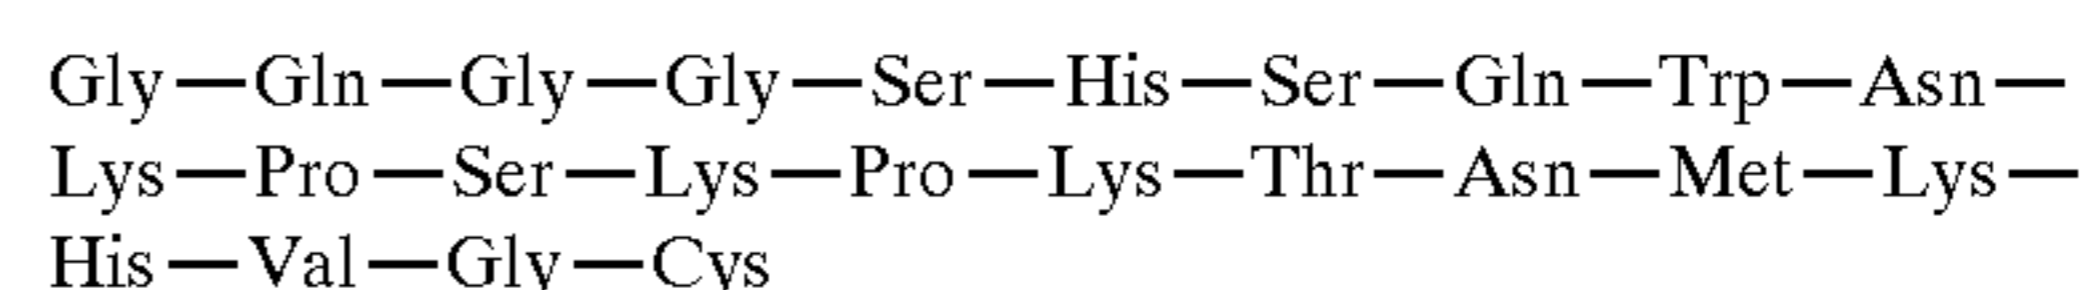 Gly—Gln—Gly—Gly—Ser—His—Ser—Gln—Trp—Asn—
Lys—Pro—Ser—Lys—Pro—Lys—Thr—Asn—Met—Lys—
His—Val—Gly—Cys